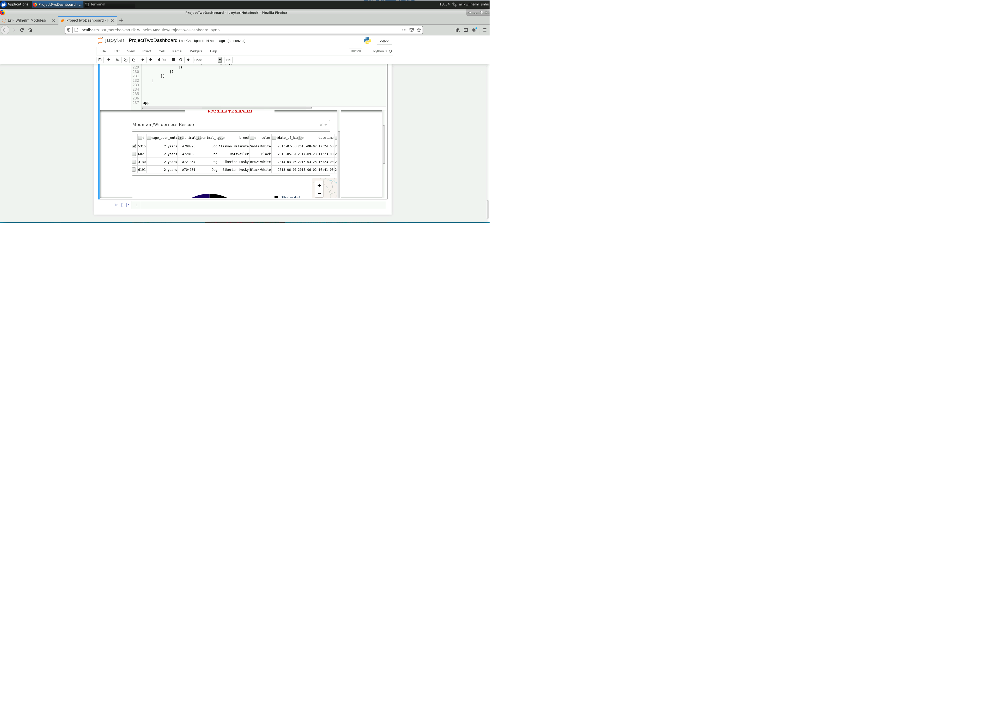 Applications ProjectTwoDashboard - ... Terminal 18:34 erikwilhelm_snhu
ProjectTwoDashboard - Jupyter Notebook - Mozilla Firefox
Erik Wilhelm Modules/ ProjectTwoDashboard - J
localhost:8890/notebooks/Erik Wilhelm Modules/ProjectTwoDashboard.ipynb
jupyter ProjectTwoDashboard Last Checkpoint: 14 hours ago (autosaved) Logout
File Edit View Insert Cell Kernel Widgets Help Trusted Python 3
Run Code
229 ])
230 ])
231 ])
232 ]
233
234
235
236
237 app
SALVARE
Mountain/Wilderness Rescue
age_upon_outcome animal_id animal_type breed color date_of_birth datetime
5315 2 years A708726 Dog Alaskan Malamute Sable/White 2013-07-30 2015-08-02 17:24:00 2
6021 2 years A728165 Dog Rottweiler Black 2015-05-31 2017-09-23 11:23:00 2
3130 2 years A721834 Dog Siberian Husky Brown/White 2014-03-05 2016-03-23 16:23:00 2
6191 2 years A704101 Dog Siberian Husky Black/White 2013-06-01 2015-06-02 16:41:00 2
+
−
Siberian Husky
In [ ]: 1